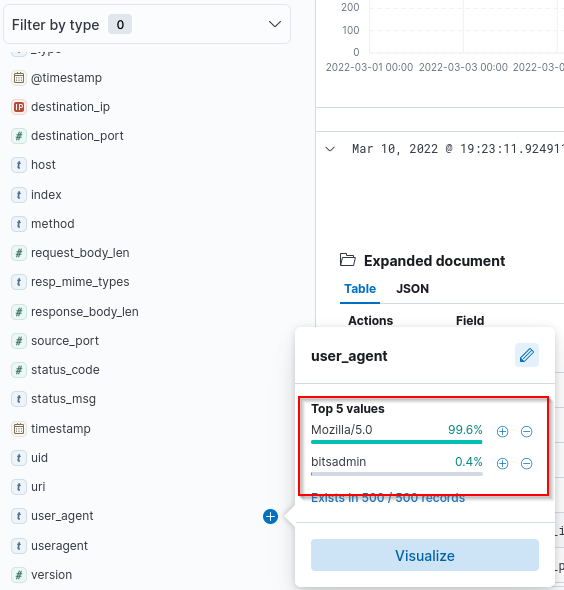 Filter by type 0
_type
@timestamp
IP destination_ip
# destination_port
t host
t index
t method
# request_body_len
t resp_mime_types
# response_body_len
# source_port
# status_code
t status_msg
timestamp
t uid
t uri
t user_agent
t useragent
t version
200
100
0
2022-03-01 00:00 2022-03-03 00:00 2022-03-0
Mar 10, 2022 @ 19:23:11.92491
Expanded document
Table JSON
Actions Field
user_agent
Top 5 values
Mozilla/5.0 99.6%
bitsadmin 0.4%
Exists in 500 / 500 records
Visualize